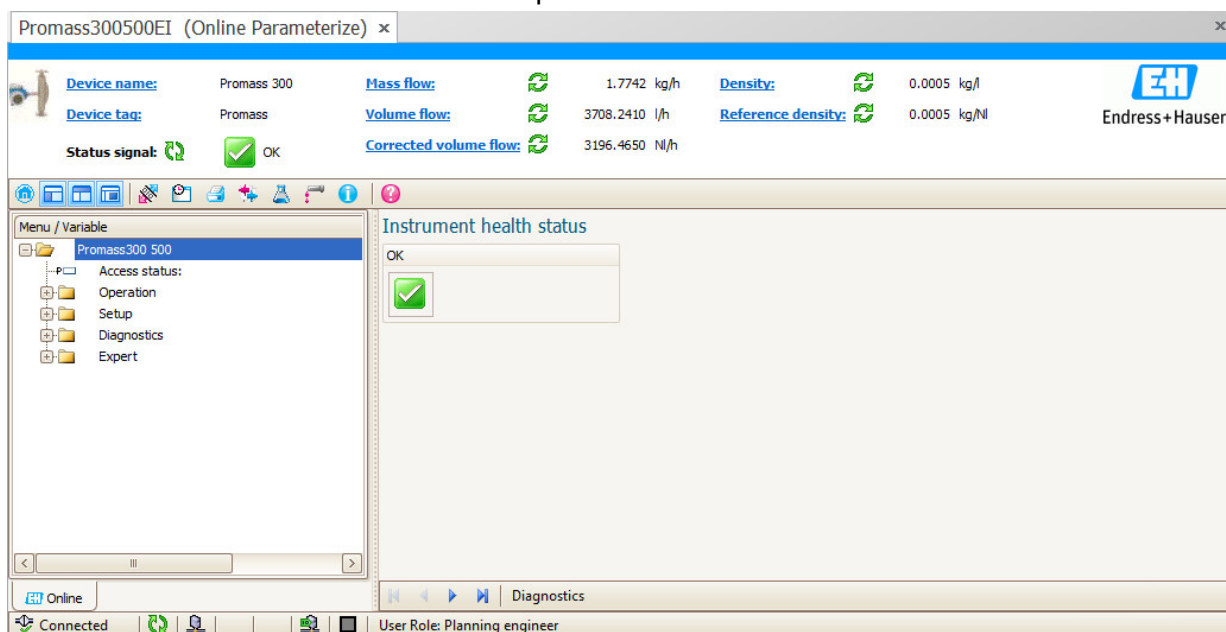 Promass300500EI (Online Parameterize) ×
Device name: Promass 300 Mass flow: 1.7742 kg/h Density: 0.0005 kg/l
Device tag: Promass Volume flow: 3708.2410 l/h Reference density: 0.0005 kg/Nl
Status signal: OK Corrected volume flow: 3196.4650 Nl/h
EH
Endress+Hauser
Menu / Variable
Promass300 500
P Access status:
Operation
Setup
Diagnostics
Expert
Instrument health status
OK
Online
Diagnostics
Connected
User Role: Planning engineer